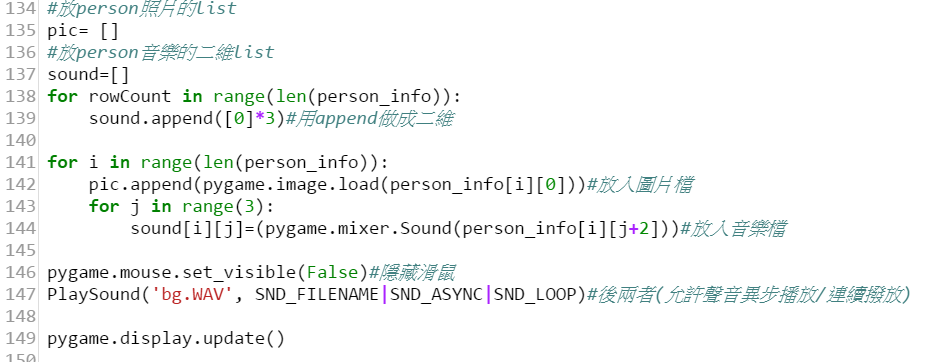 134 #放person照片的list
135 pic= []
136 #放person音樂的二維list
137 sound=[]
138 for rowCount in range(len(person_info)):
139     sound.append([0]*3)#用append做成二維
140
141 for i in range(len(person_info)):
142     pic.append(pygame.image.load(person_info[i][0]))#放入圖片檔
143     for j in range(3):
144         sound[i][j]=(pygame.mixer.Sound(person_info[i][j+2]))#放入音樂檔
145
146 pygame.mouse.set_visible(False)#隱藏滑鼠
147 PlaySound('bg.WAV', SND_FILENAME|SND_ASYNC|SND_LOOP)#後兩者(允許聲音異步播放/連續撥放)
148
149 pygame.display.update()
150